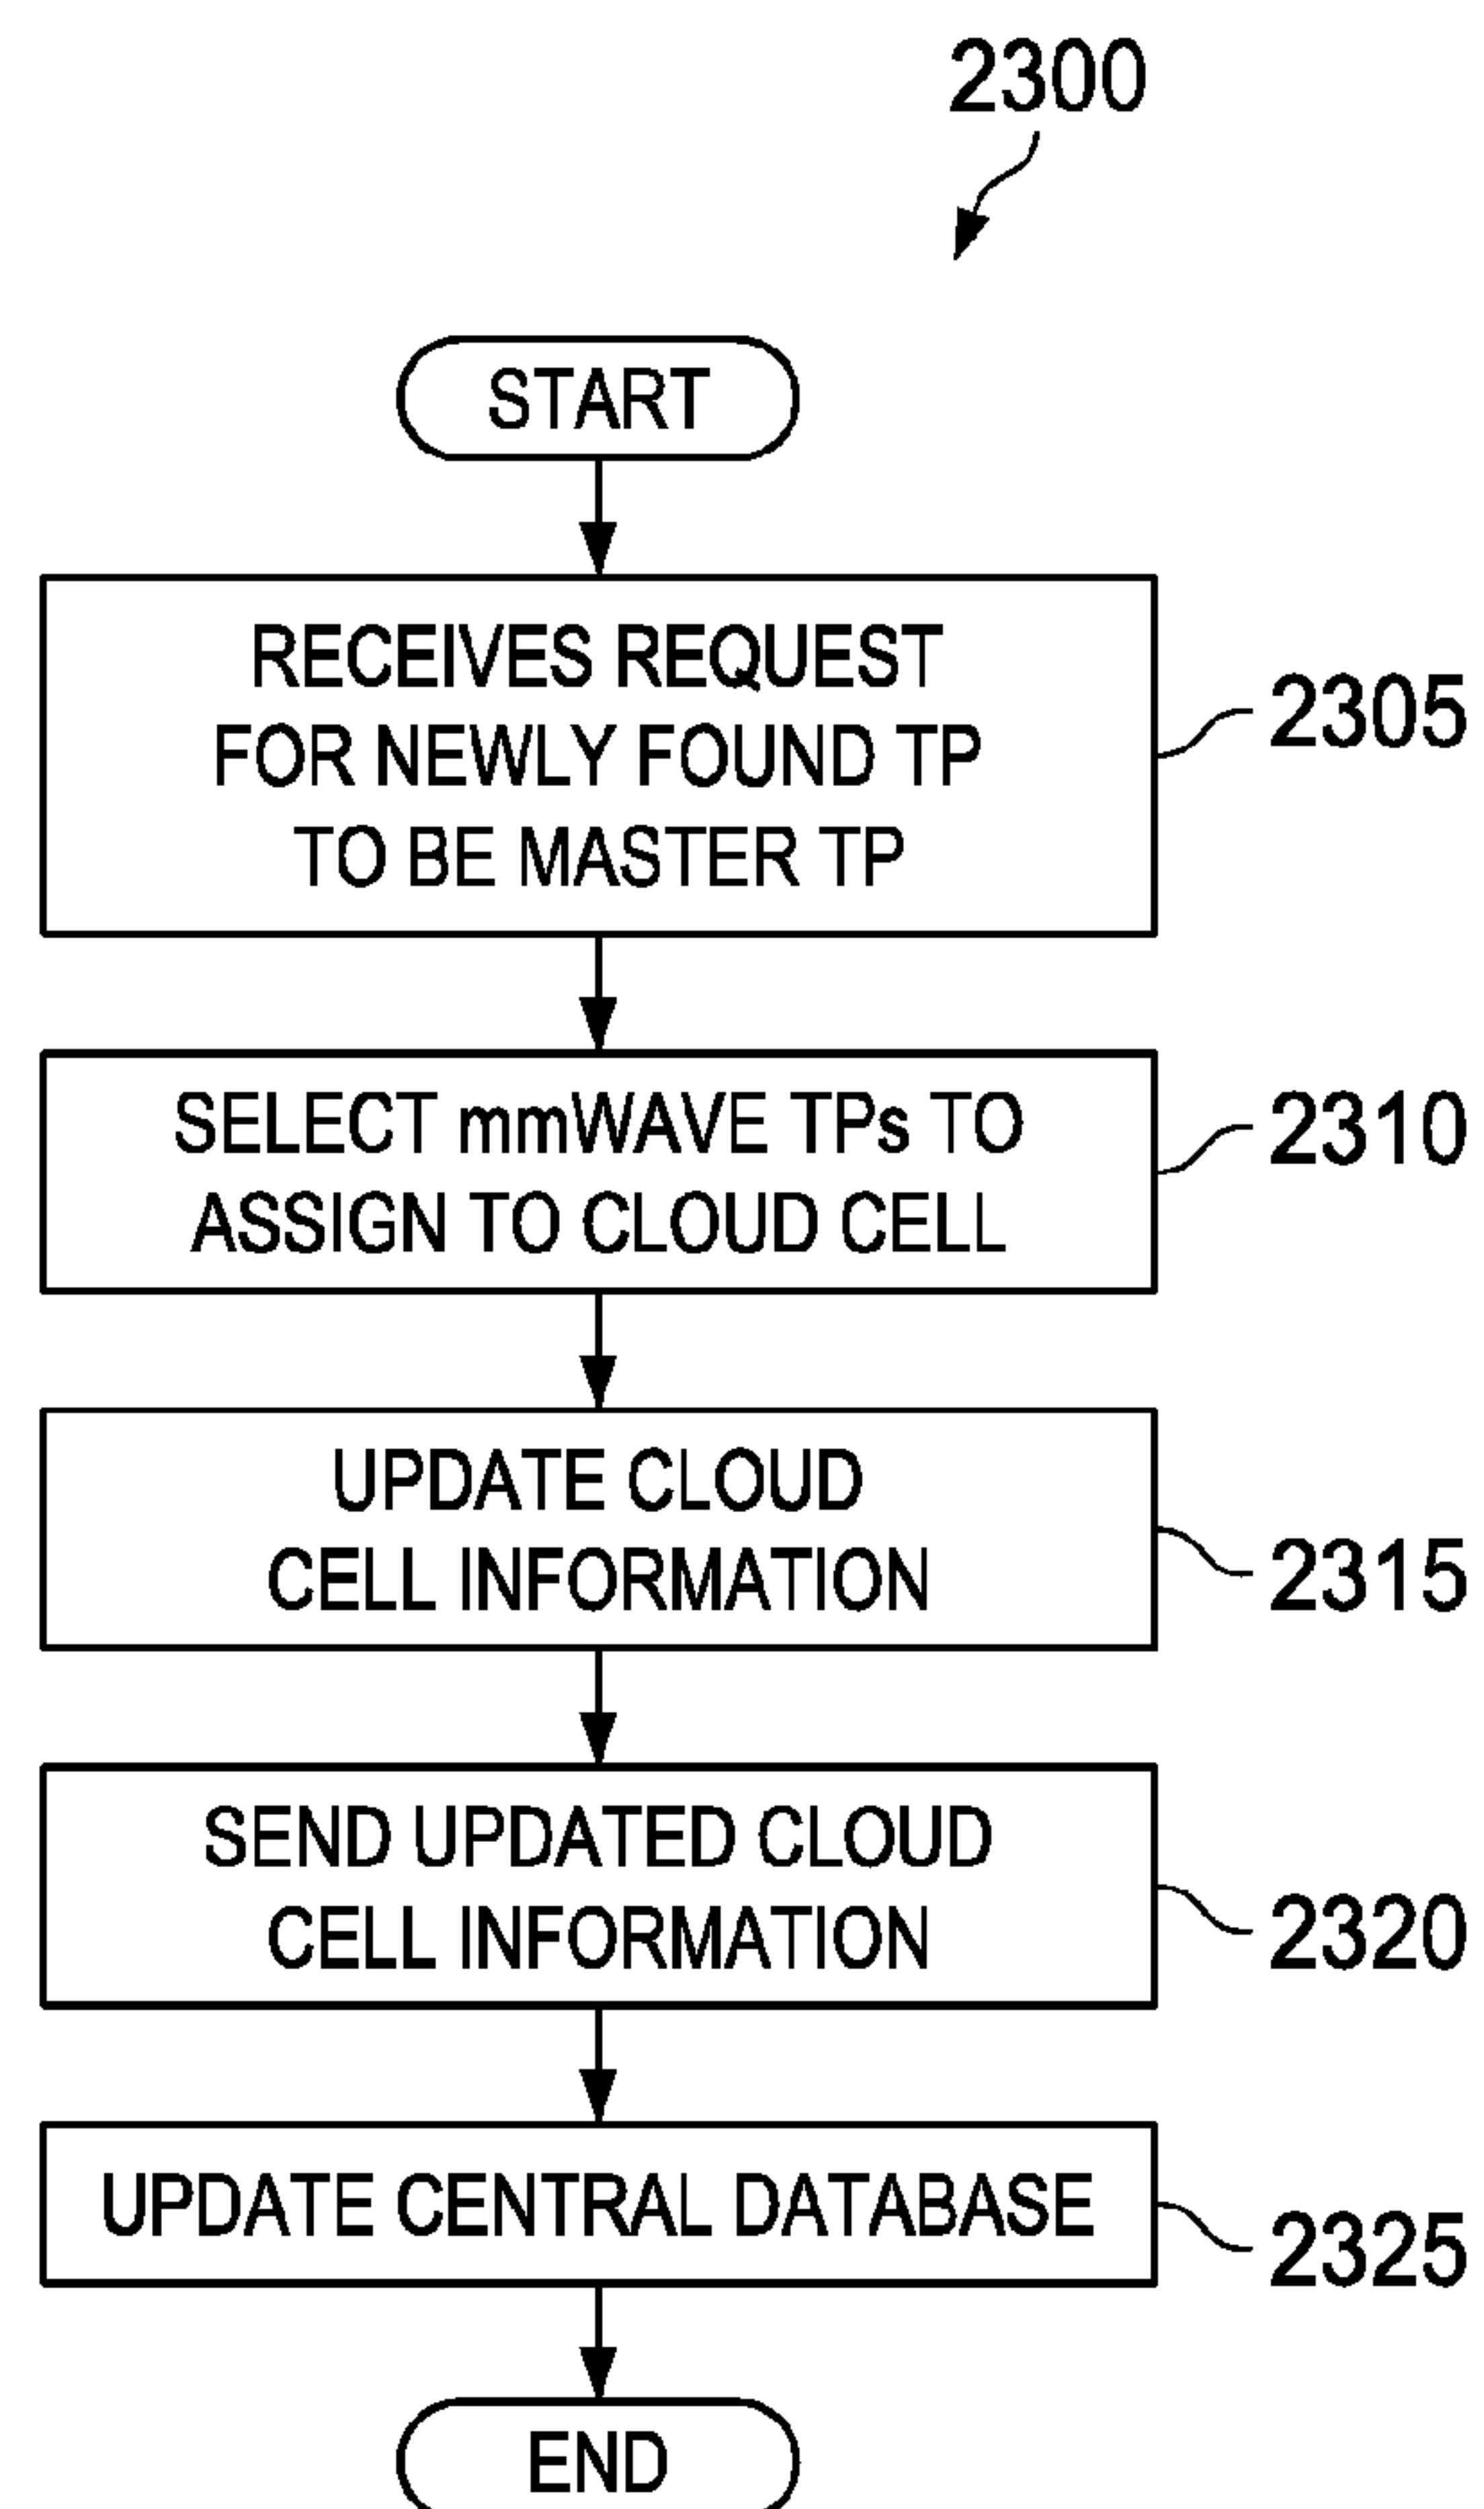 2300
START
RECEIVES REQUEST
FOR NEWLY FOUND TP
TO BE MASTER TP
2305
SELECT mmWAVE TPs TO
ASSIGN TO CLOUD CELL
2310
UPDATE CLOUD
CELL INFORMATION
2315
SEND UPDATED CLOUD
CELL INFORMATION
2320
UPDATE CENTRAL DATABASE
2325
END